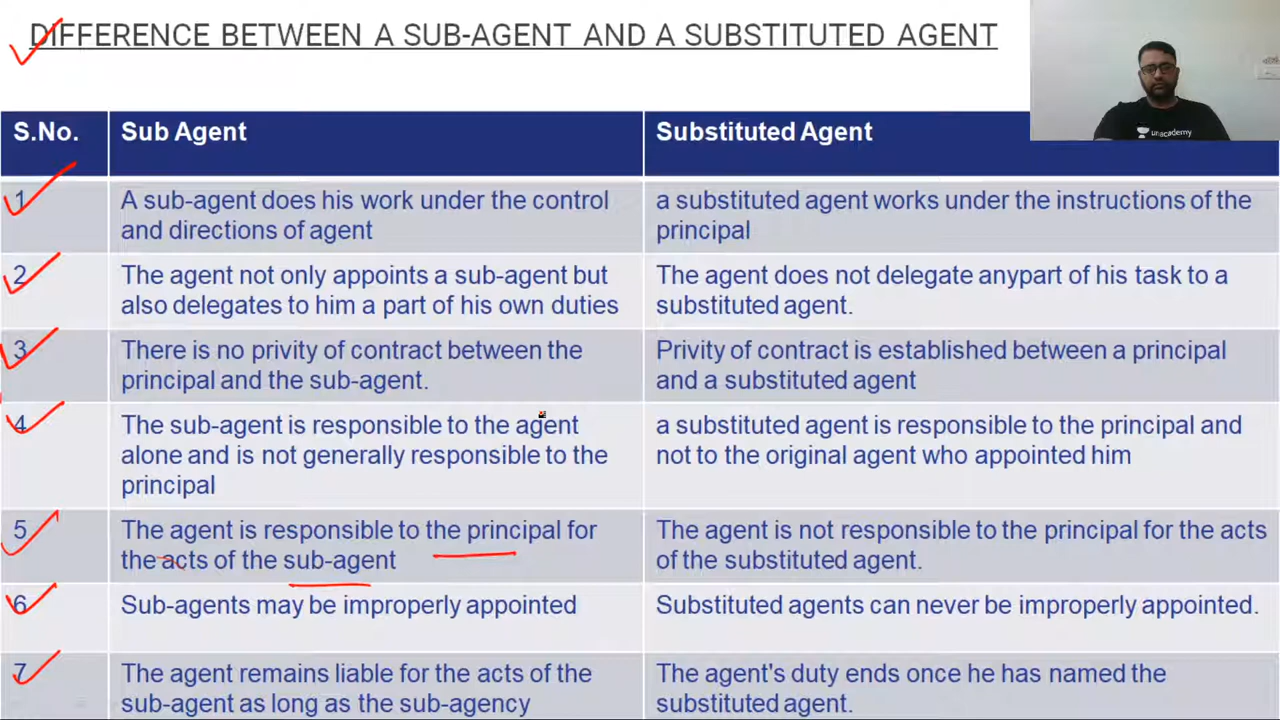 DIFFERENCE BETWEEN A SUB-AGENT AND A SUBSTITUTED AGENT
unacademy
S.No. Sub Agent Substituted Agent
1 A sub-agent does his work under the control a substituted agent works under the instructions of the
and directions of agent principal
2 The agent not only appoints a sub-agent but The agent does not delegate anypart of his task to a
also delegates to him a part of his own duties substituted agent.
3 There is no privity of contract between the Privity of contract is established between a principal
principal and the sub-agent. and a substituted agent
4 The sub-agent is responsible to the agent a substituted agent is responsible to the principal and
alone and is not generally responsible to the not to the original agent who appointed him
principal
5 The agent is responsible to the principal for The agent is not responsible to the principal for the acts
the acts of the sub-agent of the substituted agent.
6 Sub-agents may be improperly appointed Substituted agents can never be improperly appointed.
7 The agent remains liable for the acts of the The agent's duty ends once he has named the
sub-agent as long as the sub-agency substituted agent.